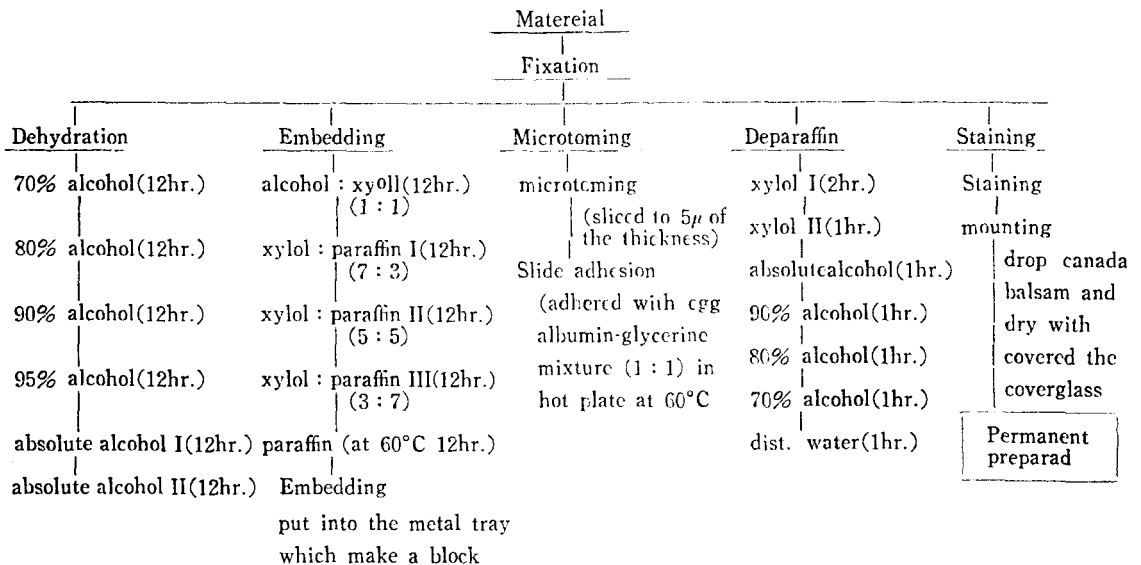 Matereial
Fixation
Dehydration
70% alcohol(12hr.)
80% alcohol(12hr.)
90% alcohol(12hr.)
95% alcohol(12hr.)
absolute alcohol I(12hr.)
absolute alcohol II(12hr.)
Embedding
alcohol : xyoll(12hr.)
(1 : 1)
xylol : paraffin I(12hr.)
(7 : 3)
xylol : paraffin II(12hr.)
(5 : 5)
xylol : paraffin III(12hr.)
(3 : 7)
paraffin (at 60°C 12hr.)
Embedding
put into the metal tray
which make a block
Microtoming
microtoming
(sliced to 5μ of
the thickness)
Slide adhesion
(adhered with egg
albumin-glycerine
mixture (1 : 1) in
hot plate at 60°C
Deparaffin
xylol I(2hr.)
xylol II(1hr.)
absolutealcohol(1hr.)
90% alcohol(1hr.)
80% alcohol(1hr.)
70% alcohol(1hr.)
dist. water(1hr.)
Staining
Staining
mounting
drop canada
balsam and
dry with
covered the
coverglass
Permanent
preparad